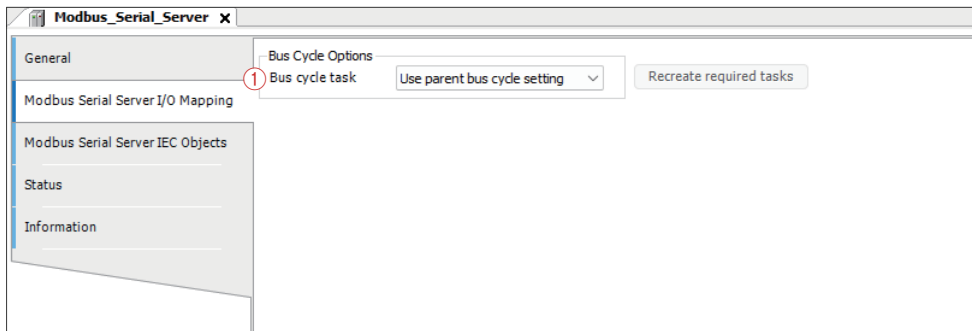 Modbus_Serial_Server X
General
Modbus Serial Server I/O Mapping
Modbus Serial Server IEC Objects
Status
Information
Bus Cycle Options
① Bus cycle task Use parent bus cycle setting Recreate required tasks